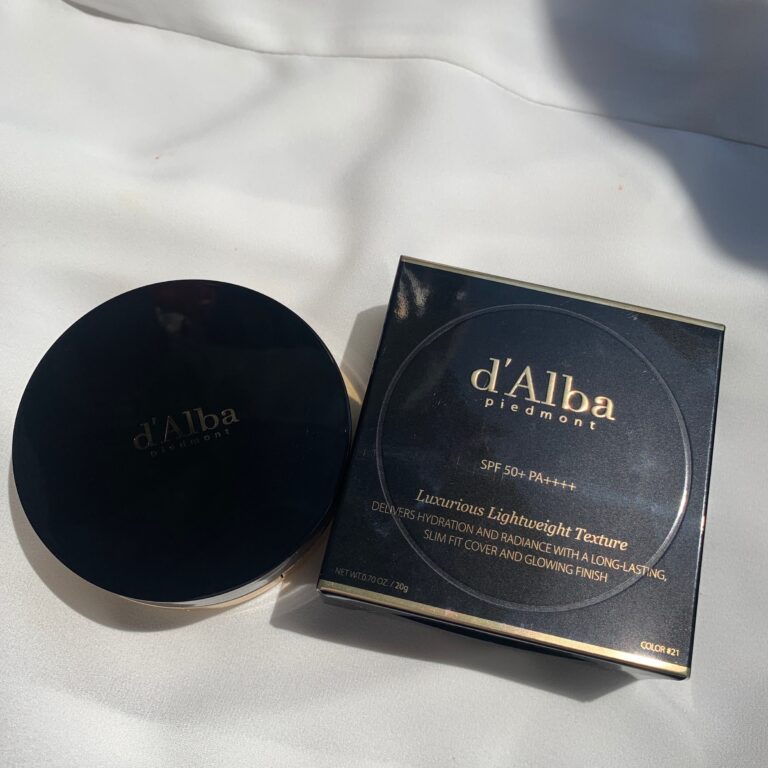 d'Alba
piedmont
d'Alba
piedmont
SPF 50+ PA++++
Luxurious Lightweight Texture
DELIVERS HYDRATION AND RADIANCE WITH A LONG-LASTING,
SLIM FIT COVER AND GLOWING FINISH
NET WT. 0.70 OZ. / 20g
COLOR #21